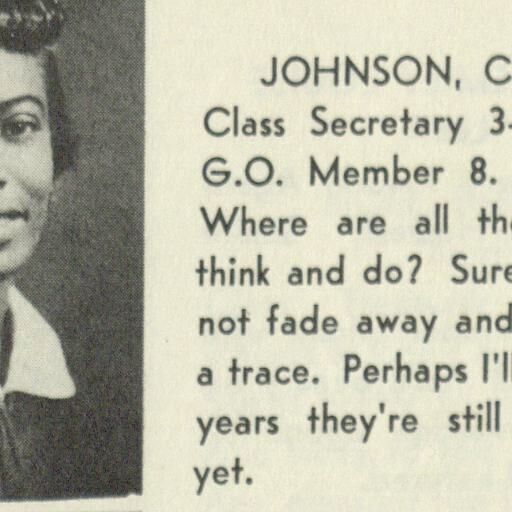 JOHNSON, C
Class Secretary 3-
G.O. Member 8.
Where are all
think and do? Sure
not fade away and
a trace. Perhaps I'll
years they're still
yet.